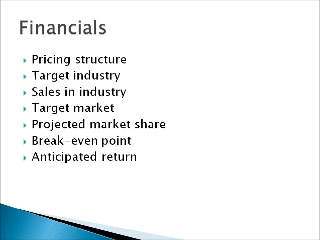 Financials
Pricing structure
Target industry
Sales in industry
Target market
Projected market share
Break-even point
Anticipated return